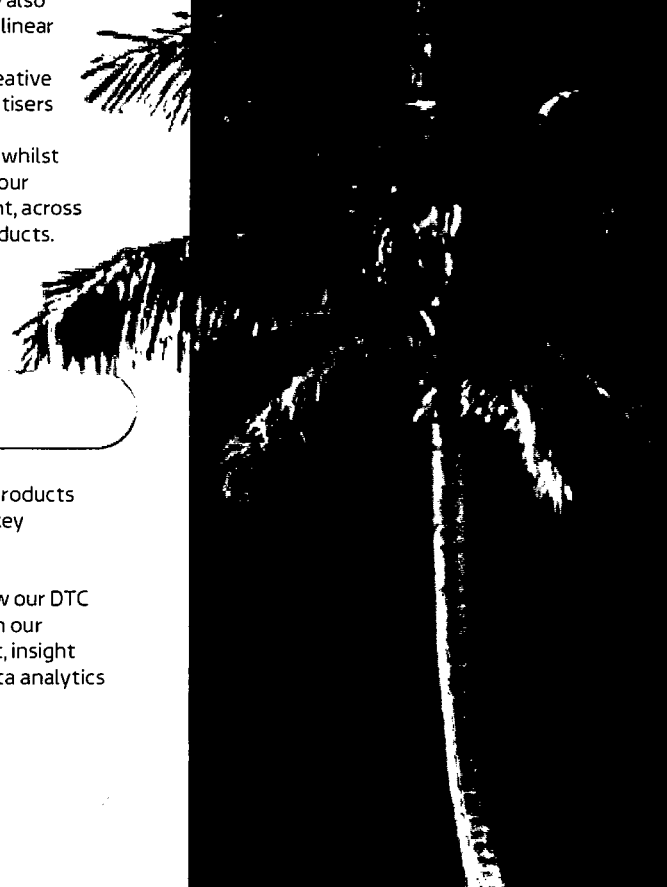 also
linear
eative
tisers
whilst
our
nt, across
ducts.
roducts
key
w our DTC
n our
t, insight
ta analytics